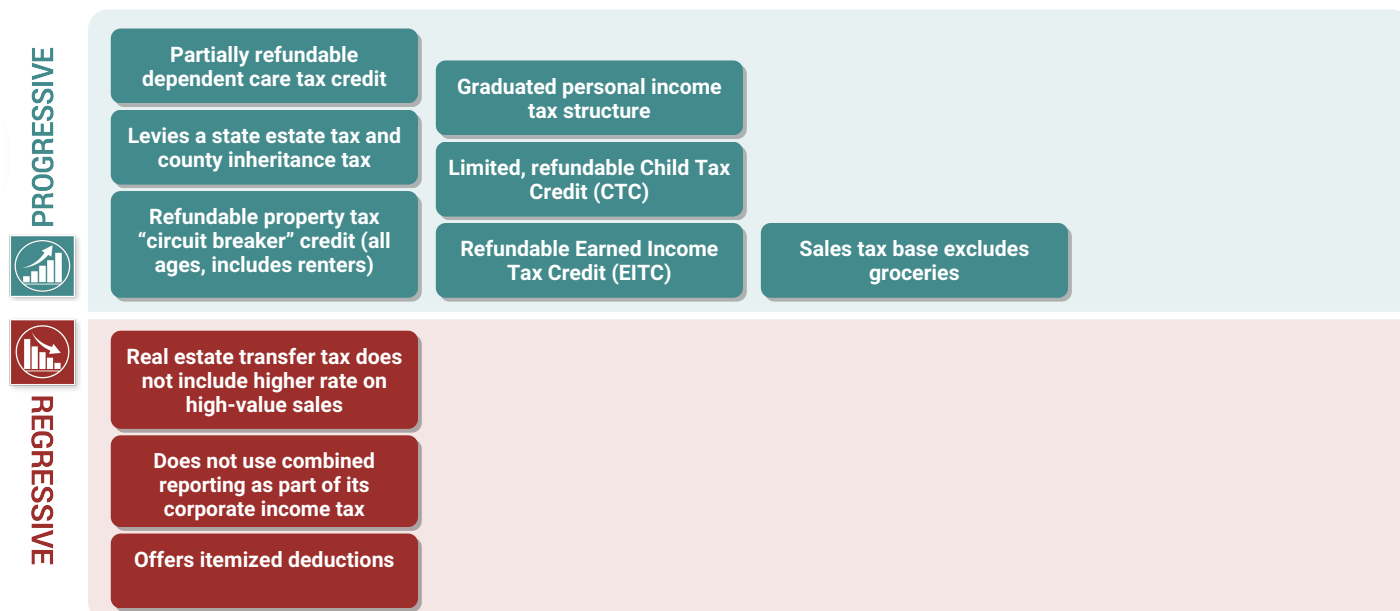 PROGRESSIVE
Partially refundable
dependent care tax credit
Levies a state estate tax and
county inheritance tax
Refundable property tax
“circuit breaker” credit (all
ages, includes renters)
Graduated personal income
tax structure
Limited, refundable Child Tax
Credit (CTC)
Refundable Earned Income
Tax Credit (EITC)
Sales tax base excludes
groceries
REGRESSIVE
Real estate transfer tax does
not include higher rate on
high-value sales
Does not use combined
reporting as part of its
corporate income tax
Offers itemized deductions